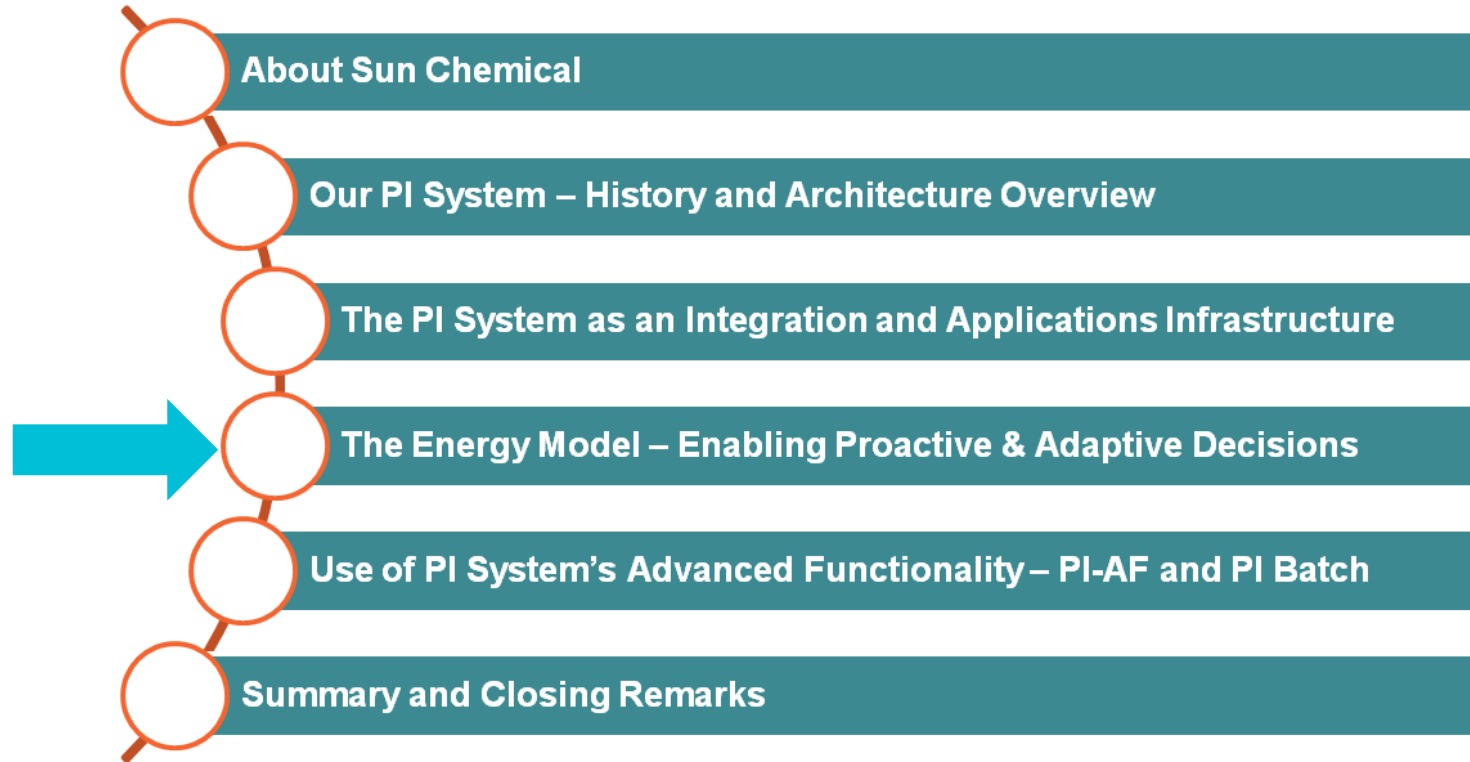 About Sun Chemical
Our PI System – History and Architecture Overview
The PI System as an Integration and Applications Infrastructure
The Energy Model – Enabling Proactive & Adaptive Decisions
Use of PI System’s Advanced Functionality – PI-AF and PI Batch
Summary and Closing Remarks